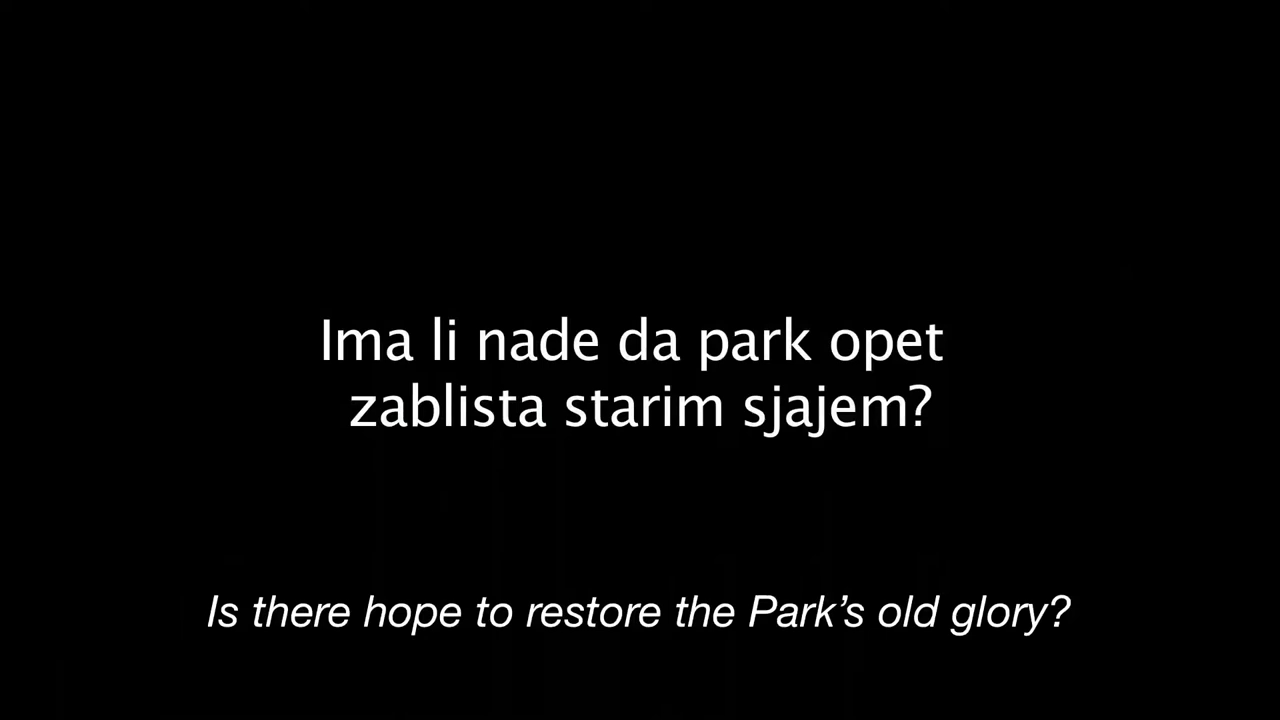 Ima li nade da park opet
zablista starim sjajem?
Is there hope to restore the Park’s old glory?